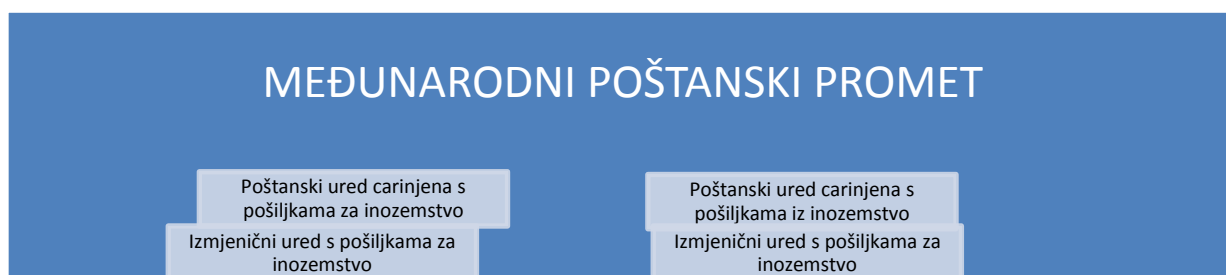 MEĐUNARODNI POŠTANSKI PROMET
Poštanski ured carinjena s
pošiljkama za inozemstvo
Izmjenični ured s pošiljkama za
inozemstvo
Poštanski ured carinjena s
pošiljkama iz inozemstvo
Izmjenični ured s pošiljkama za
inozemstvo